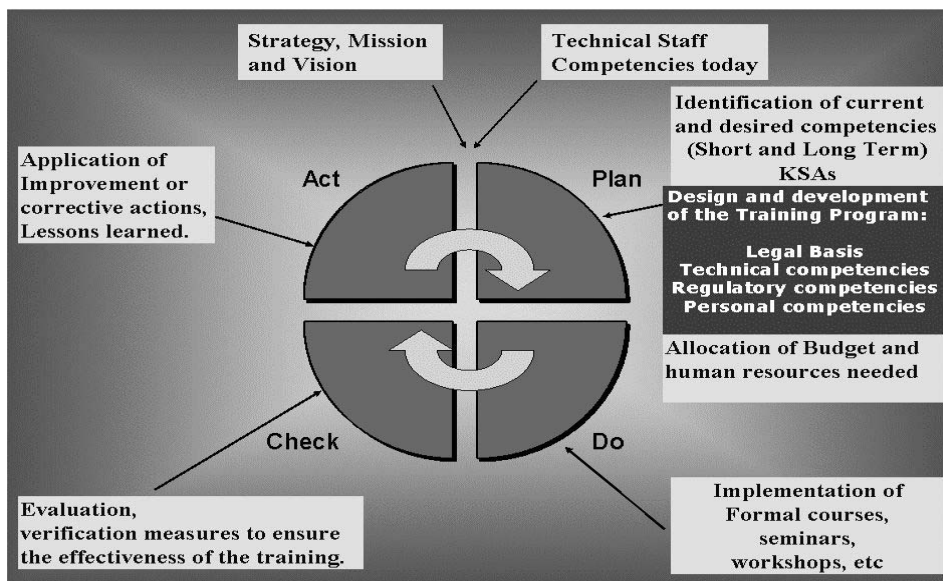 Strategy, Mission
and Vision
Technical Staff
Competencies today
Identification of current
and desired competencies
(Short and Long Term)
KSAs
Application of
Improvement or
corrective actions,
Lessons learned.
Act
Plan
Design and development
of the Training Program:
Legal Basis
Technical competencies
Regulatory competencies
Personal competencies
Allocation of Budget and
human resources needed
Check
Do
Evaluation,
verification measures to ensure
the effectiveness of the training.
Implementation of
Formal courses,
seminars,
workshops, etc